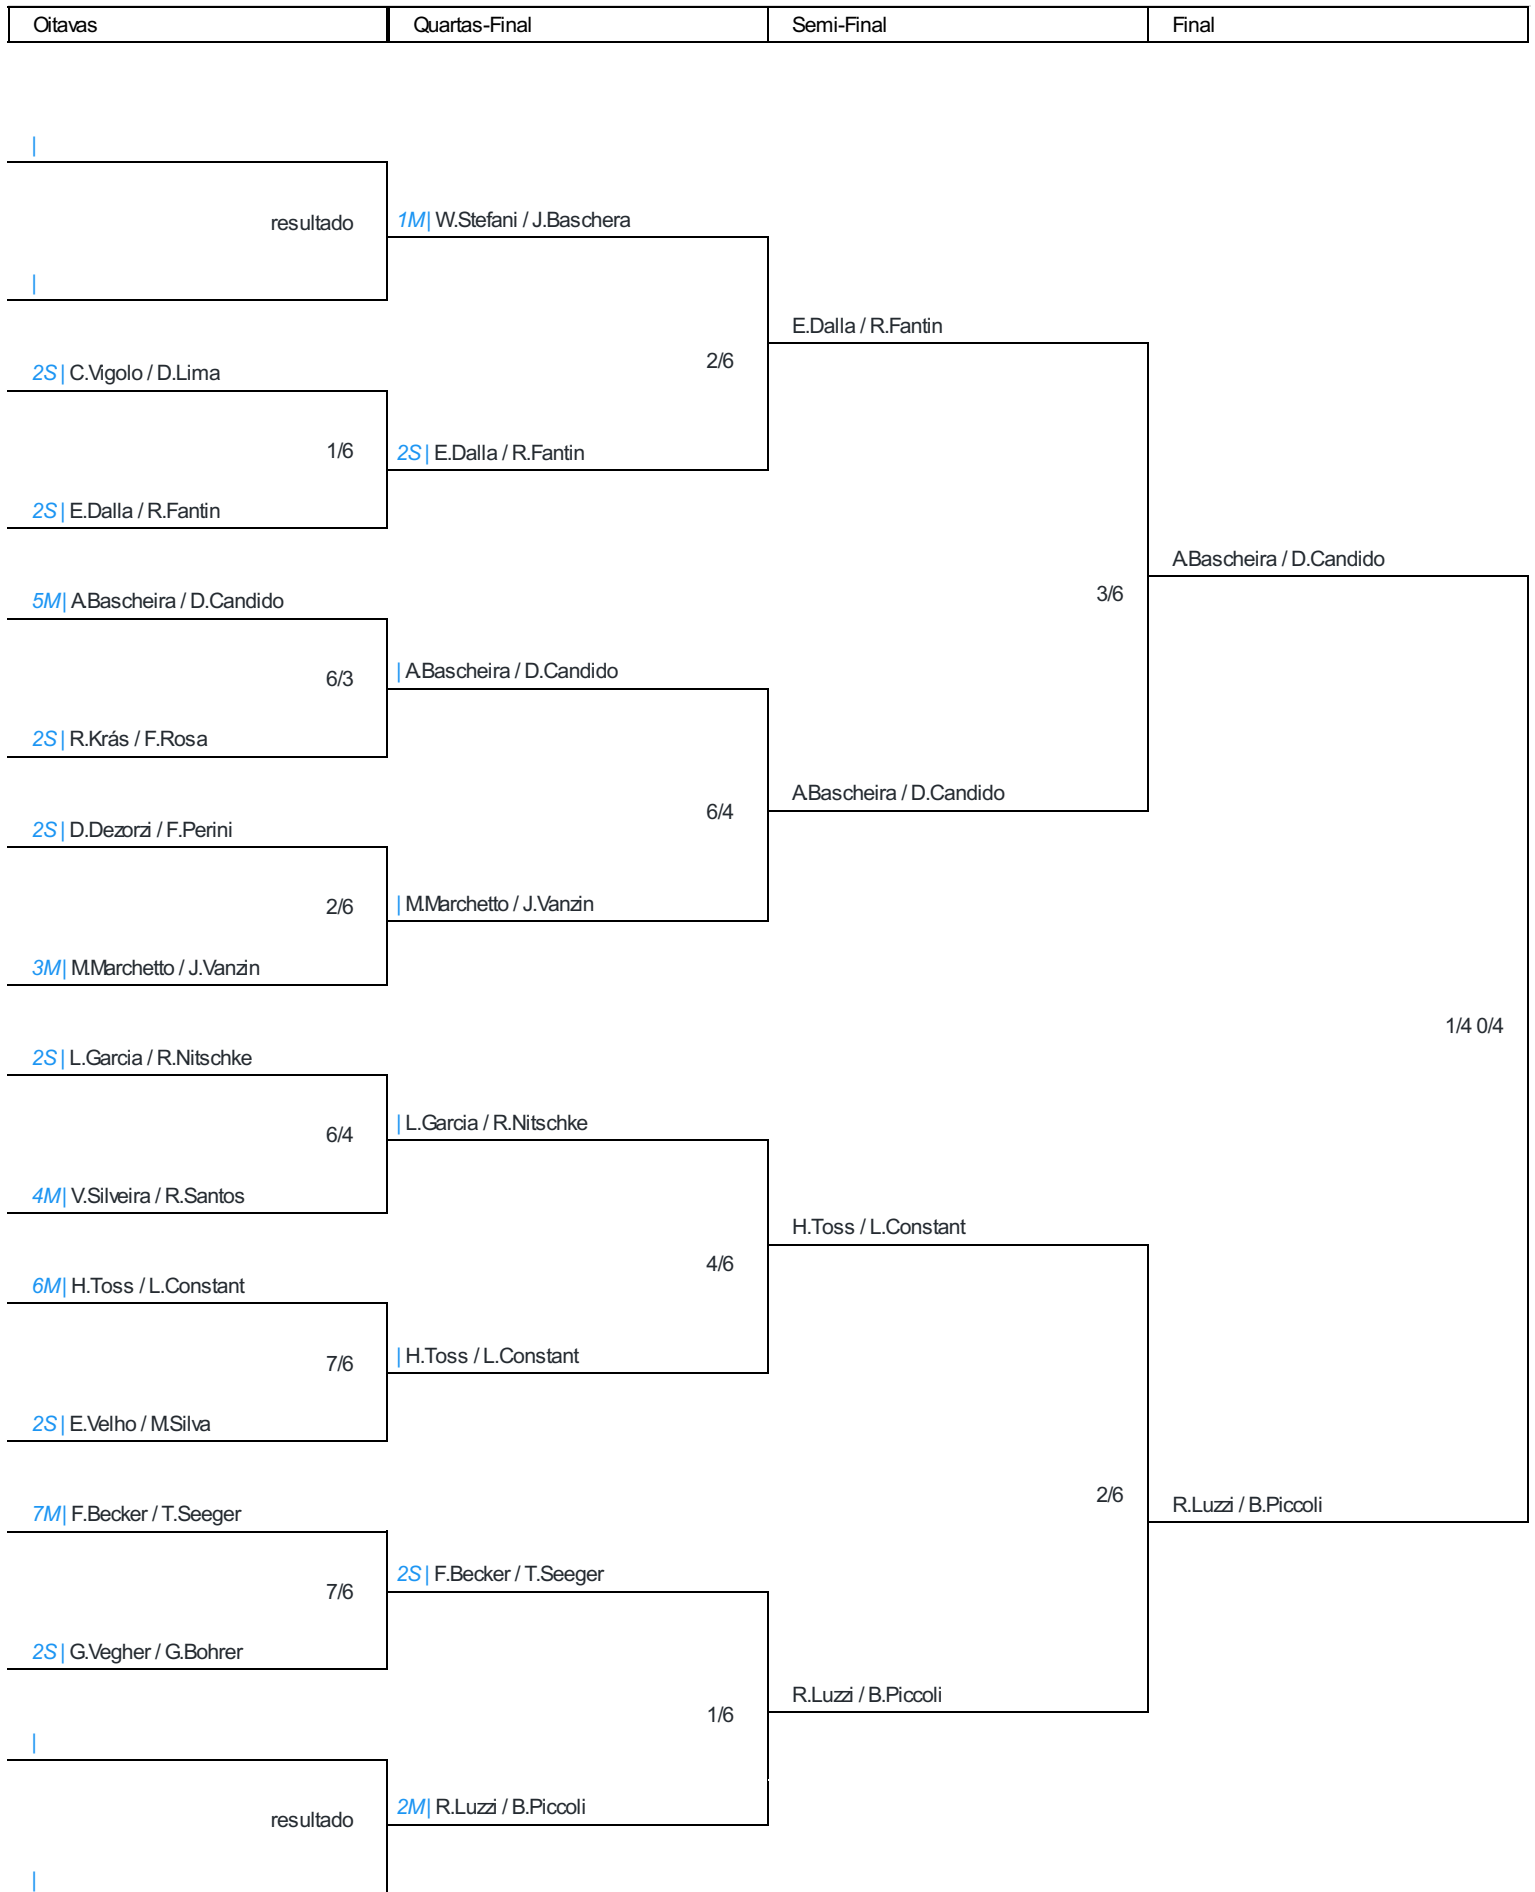 Oitavas Quartas-Final Semi-Final Final
|
resultado
1M| W.Stefani / J.Baschera
|
E.Dalla / R.Fantin
2/6
2S| C.Vigolo / D.Lima
1/6
2S| E.Dalla / R.Fantin
2S| E.Dalla / R.Fantin
A.Bascheira / D.Candido
3/6
5M| A.Bascheira / D.Candido
6/3
| A.Bascheira / D.Candido
2S| R.Krás / F.Rosa
A.Bascheira / D.Candido
6/4
2S| D.Dezorzi / F.Perini
2/6
| M.Marchetto / J.Vanzin
3M| M.Marchetto / J.Vanzin
1/4 0/4
2S| L.Garcia / R.Nitschke
6/4
| L.Garcia / R.Nitschke
4M| V.Silveira / R.Santos
H.Toss / L.Constant
4/6
6M| H.Toss / L.Constant
7/6
| H.Toss / L.Constant
2S| E.Velho / M.Silva
2/6
R.Luzzi / B.Piccoli
7M| F.Becker / T.Seeger
7/6
2S| F.Becker / T.Seeger
2S| G.Vegher / G.Bohrer
R.Luzzi / B.Piccoli
1/6
|
resultado
2M| R.Luzzi / B.Piccoli
|